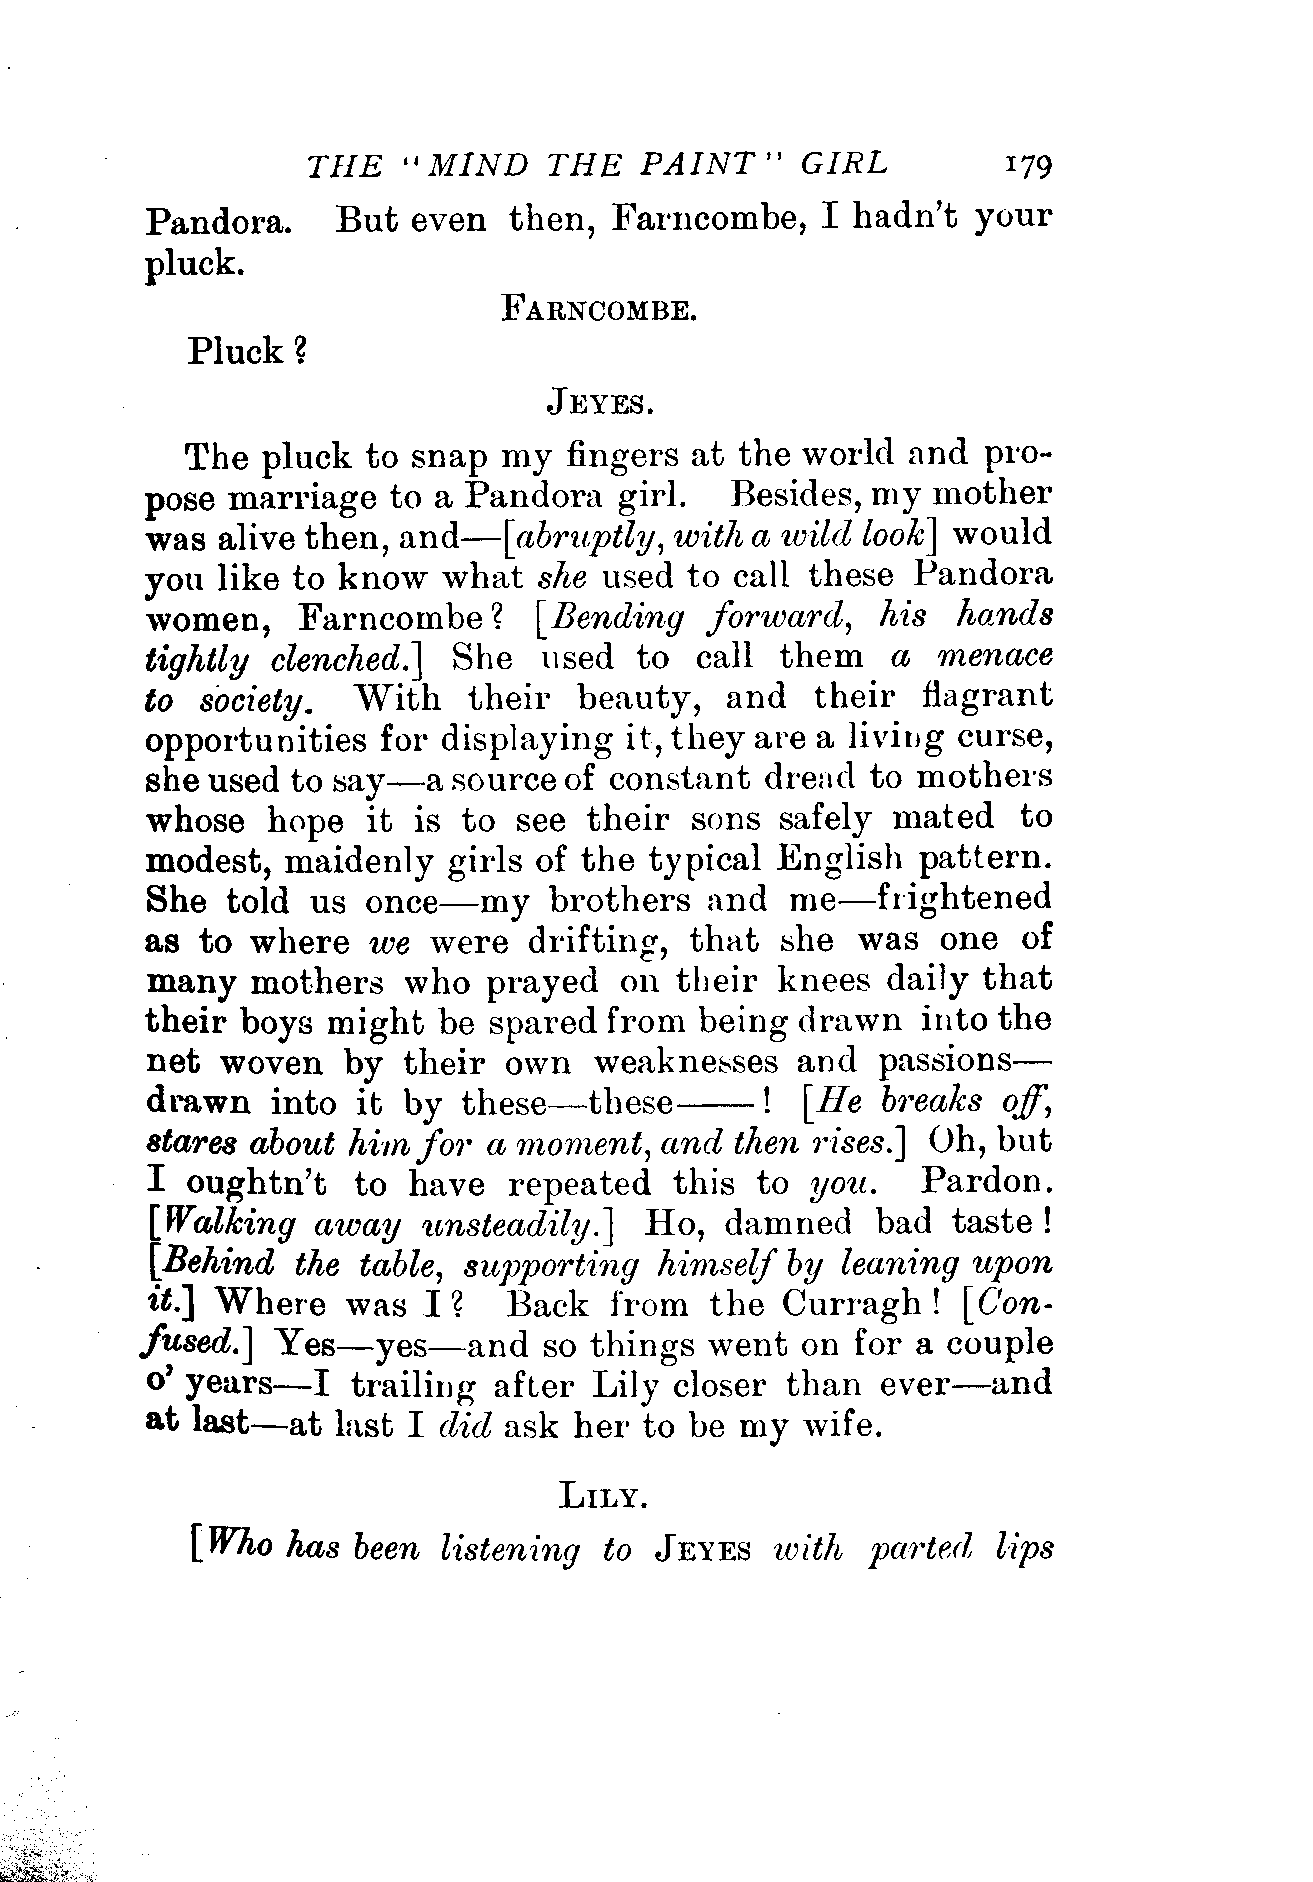 THE "MIND THE PAINT" GIRL 179
Pandora. But even then, Farncombe, I hadn't your
pluck.
FARNCOMBE.
Pluck?
JEYES.
The pluck to snap my fingers at the world and pro-
pose marriage to a Pandora girl. Besides, my mother
was alive then, and—[abruptly, with a wild look] would
you like to know what she used to call these Pandora
women, Farncombe? [Bending forward, his hands
tightly clenched.] She used to call them a menace
to society. With their beauty, and their flagrant
opportunities for displaying it, they are a living curse,
she used to say—a source of constant dread to mothers
whose hope it is to see their sons safely mated to
modest, maidenly girls of the typical English pattern.
She told us once—my brothers and me—frightened
as to where we were drifting, that she was one of
many mothers who prayed on their knees daily that
their boys might be spared from being drawn into the
net woven by their own weaknesses and passions—
drawn into it by these—these——! [He breaks off,
stares about him for a moment, and then rises.] Oh, but
I oughtn't to have repeated this to you. Pardon.
[Walking away unsteadily.] Ho, damned bad taste!
[Behind the table, supporting himself by leaning upon
it.] Where was I? Back from the Curragh! [Con-
fused.] Yes—yes—and so things went on for a couple
o' years—I trailing after Lily closer than ever—and
at last—at last I did ask her to be my wife.
LILY.
[Who has been listening to JEYES with parted lips